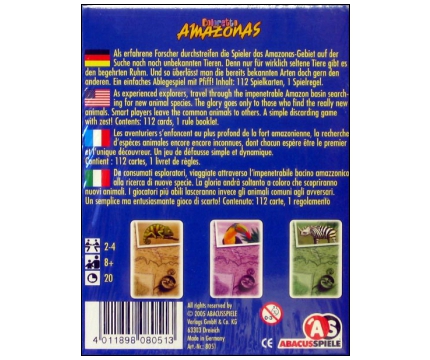 Coloretto
AMAZONAS
Als erfahrene Forscher durchstreifen die Spieler das Amazonas-Gebiet auf der
Suche noch nach unbekannten Tieren. Denn nur für wirklich seltene Tiere gibt es
den begehrten Ruhm. Und so überlässt man die bereits bekannten Arten doch gern den
anderen. Ein einfaches Ablegespiel mit Pfiff! Inhalt: 112 Spielkarten, 1 Spielregel.
As experienced explorers, travel through the impenetrable Amazon basin search-
ing for new animal species. The glory goes only to those who find the really new
animals. Smart players leave the common animals to others. A simple discarding game
with zest! Contents: 112 cards, 1 rule booklet.
Les aventuriers s'enfoncent au plus profond de la fort amazonienne, la recherche
d'espèces animales encore encore inconnues, dont chacun espère être le premier
et l'unique découvreur. Un jeu de défausse simple et dynamique.
Contient : 112 cartes, 1 livret de règles.
De consumati esploratori, viaggiate attraverso l'impenetrabile bacino amazzonico
alla ricerca di nuove specie. La gloria andrà soltanto a coloro che scopriranno
nuovi animali. I giocatori più abili lasceranno invece gli animali comuni agli avversari.
Un semplice ma entusiasmante gioco di scarto! Contenuto: 112 carte, 1 regolamento
2-4
8+
20
4 011898 080513
All rights reserved by
© 2005 ABACUSSPIELE
Verlags GmbH & Co. KG
63303 Dreieich
Art.-Nr.: 8051
0-3
CE
AS
ABACUSSPIELE